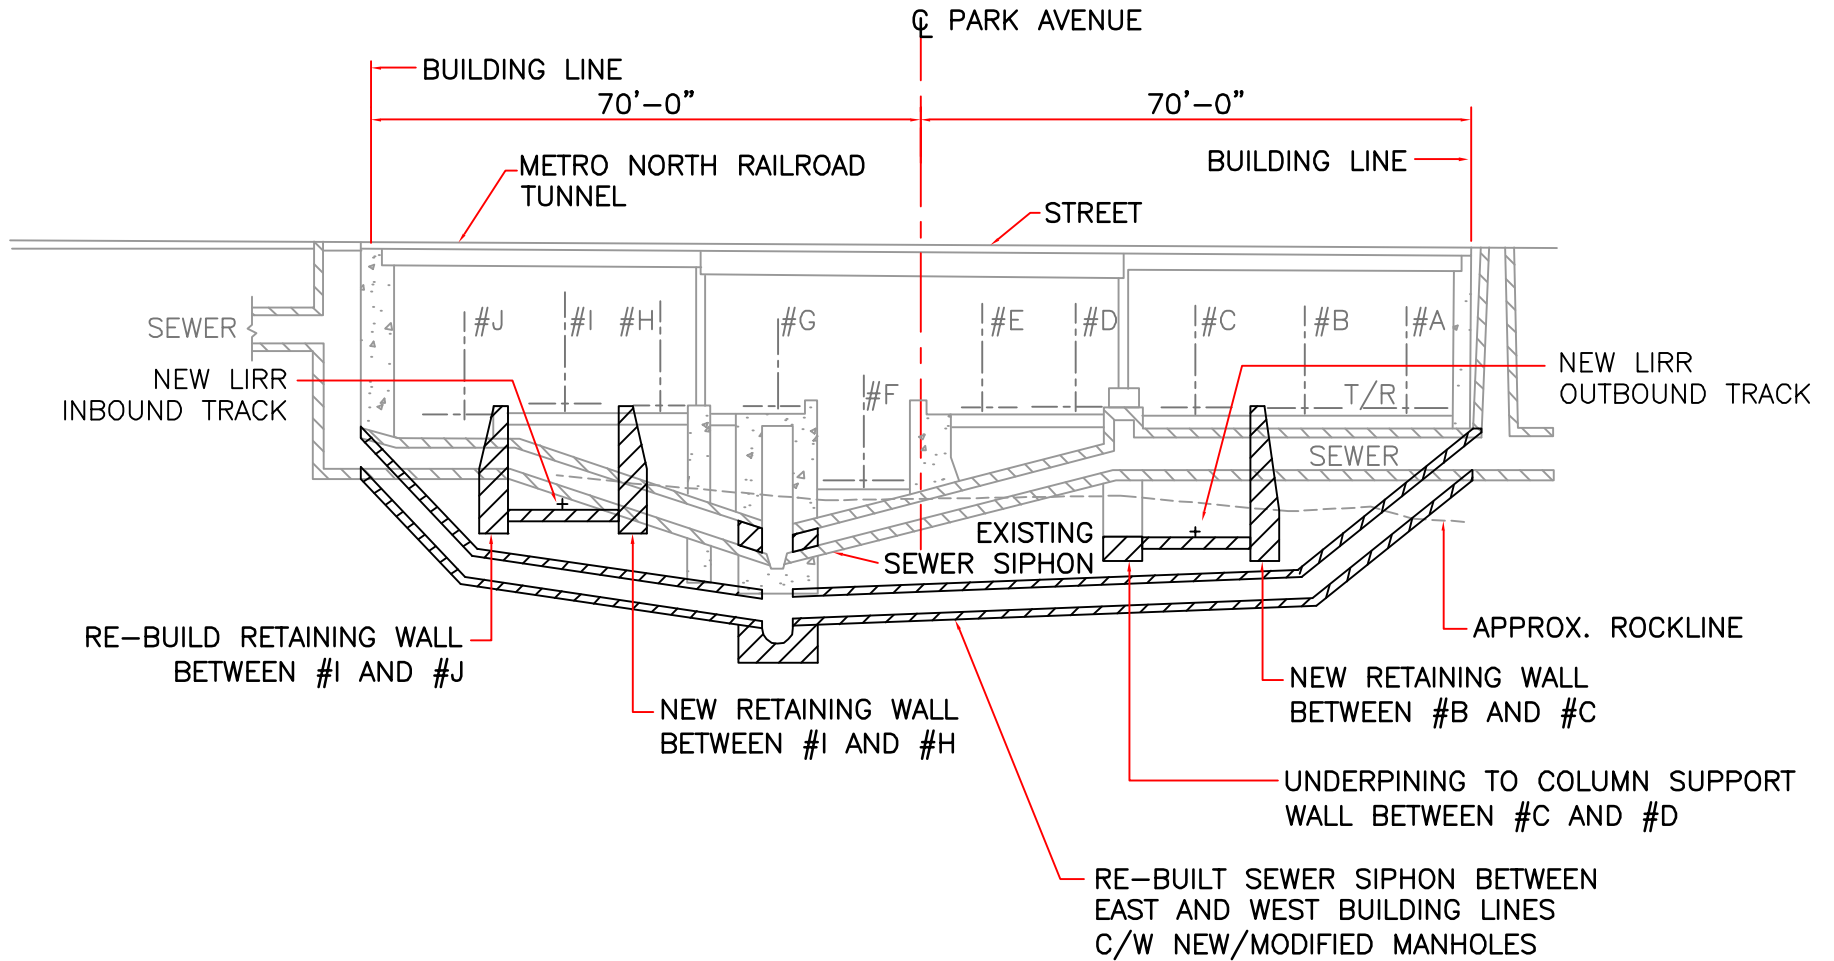 ℄ PARK AVENUE
BUILDING LINE
70'-0"
70'-0"
METRO NORTH RAILROAD
TUNNEL
BUILDING LINE
STREET
SEWER
#J
#I
#H
#G
#F
#E
#D
#C
#B
#A
T/R
NEW LIRR
INBOUND TRACK
NEW LIRR
OUTBOUND TRACK
SEWER
EXISTING
SEWER SIPHON
RE-BUILD RETAINING WALL
BETWEEN #I AND #J
APPROX. ROCKLINE
NEW RETAINING WALL
BETWEEN #B AND #C
NEW RETAINING WALL
BETWEEN #I AND #H
UNDERPINING TO COLUMN SUPPORT
WALL BETWEEN #C AND #D
RE-BUILT SEWER SIPHON BETWEEN
EAST AND WEST BUILDING LINES
C/W NEW/MODIFIED MANHOLES